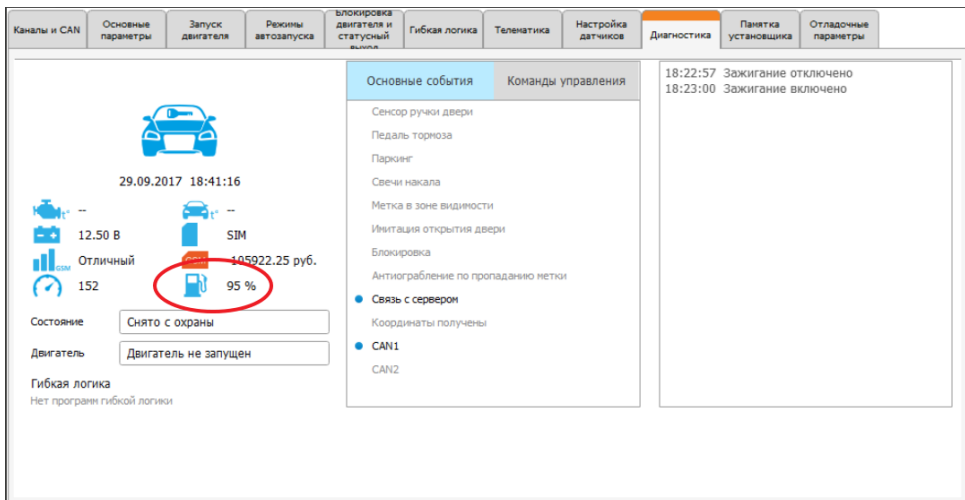 Каналы и CAN
Основные
параметры
Запуск
двигателя
Режимы
автозапуска
Блокировка
двигателя и
статусный
выход
Гибкая логика
Телематика
Настройка
датчиков
Диагностика
Памятка
установщика
Отладочные
параметры
29.09.2017 18:41:16
t° --
t° --
12.50 В
SIM
GSM Отличный
GSM -105922.25 руб.
152
95 %
Состояние
Снято с охраны
Двигатель
Двигатель не запущен
Гибкая логика
Нет программ гибкой логики
Основные события
Команды управления
Сенсор ручки двери
Педаль тормоза
Паркинг
Свечи накала
Метка в зоне видимости
Имитация открытия двери
Блокировка
Антиограбление по пропаданию метки
Связь с сервером
Координаты получены
CAN1
CAN2
18:22:57 Зажигание отключено
18:23:00 Зажигание включено